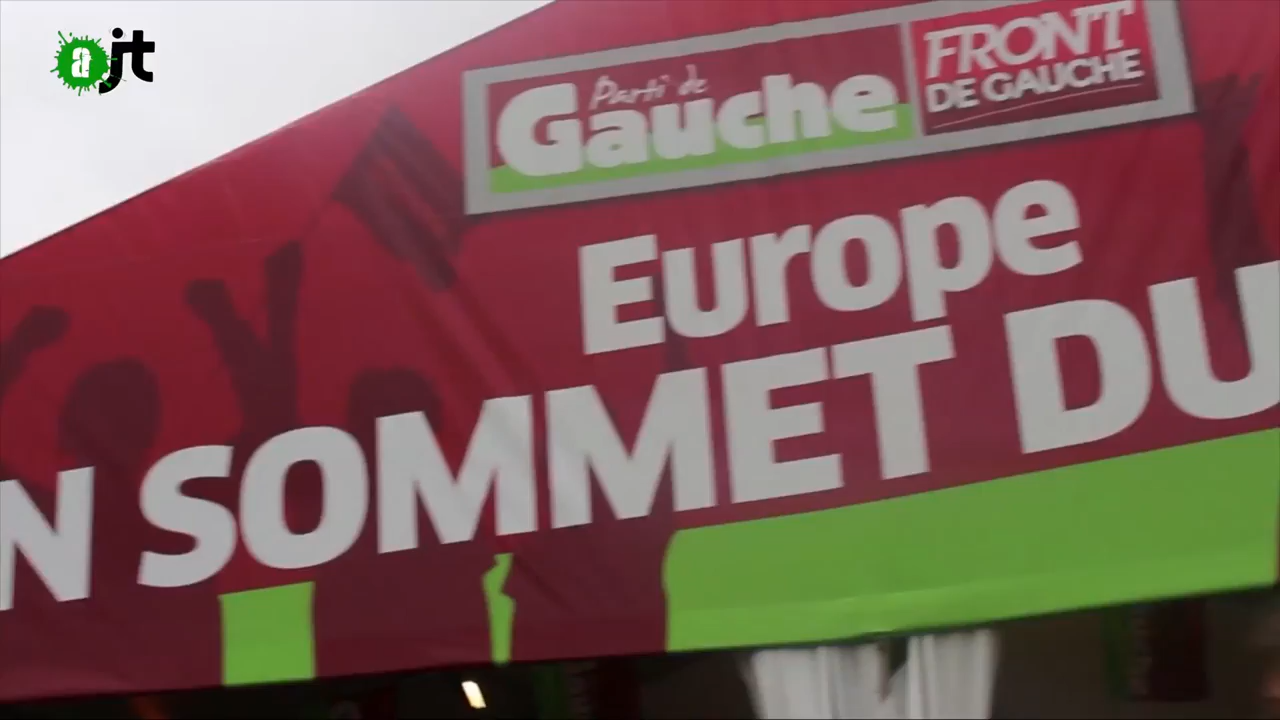 ajt
Parti de
Gauche
FRONT
DE GAUCHE
Europe
N SOMMET DU